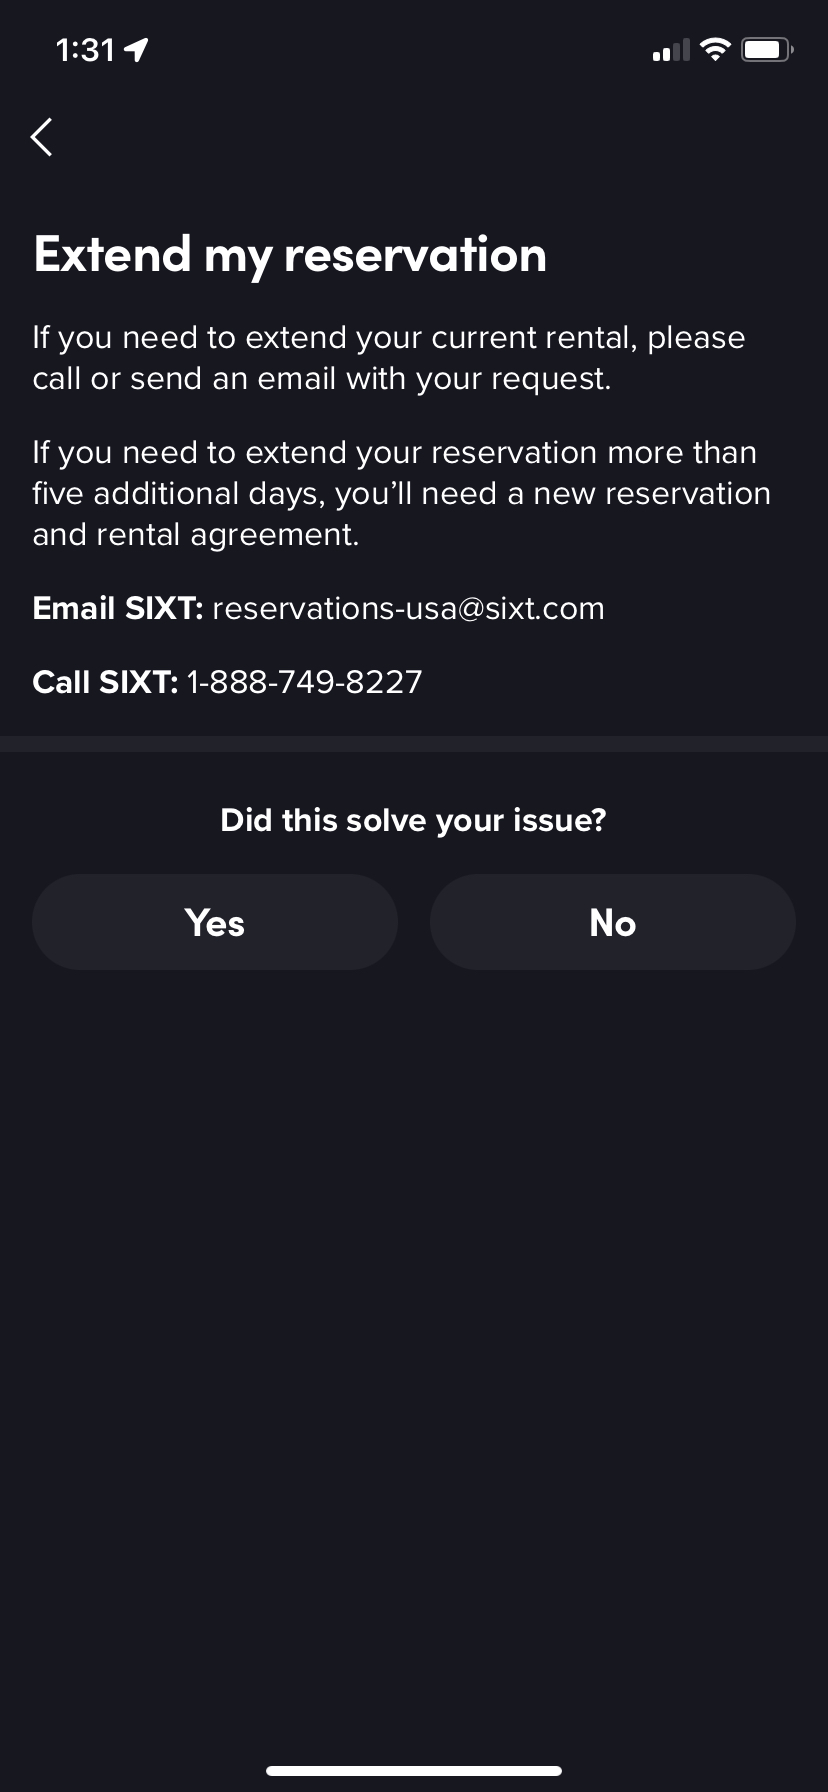 1:31
Extend my reservation
If you need to extend your current rental, please
call or send an email with your request.
If you need to extend your reservation more than
five additional days, you’ll need a new reservation
and rental agreement.
Email SIXT: reservations-usa@sixt.com
Call SIXT: 1-888-749-8227
Did this solve your issue?
Yes
No